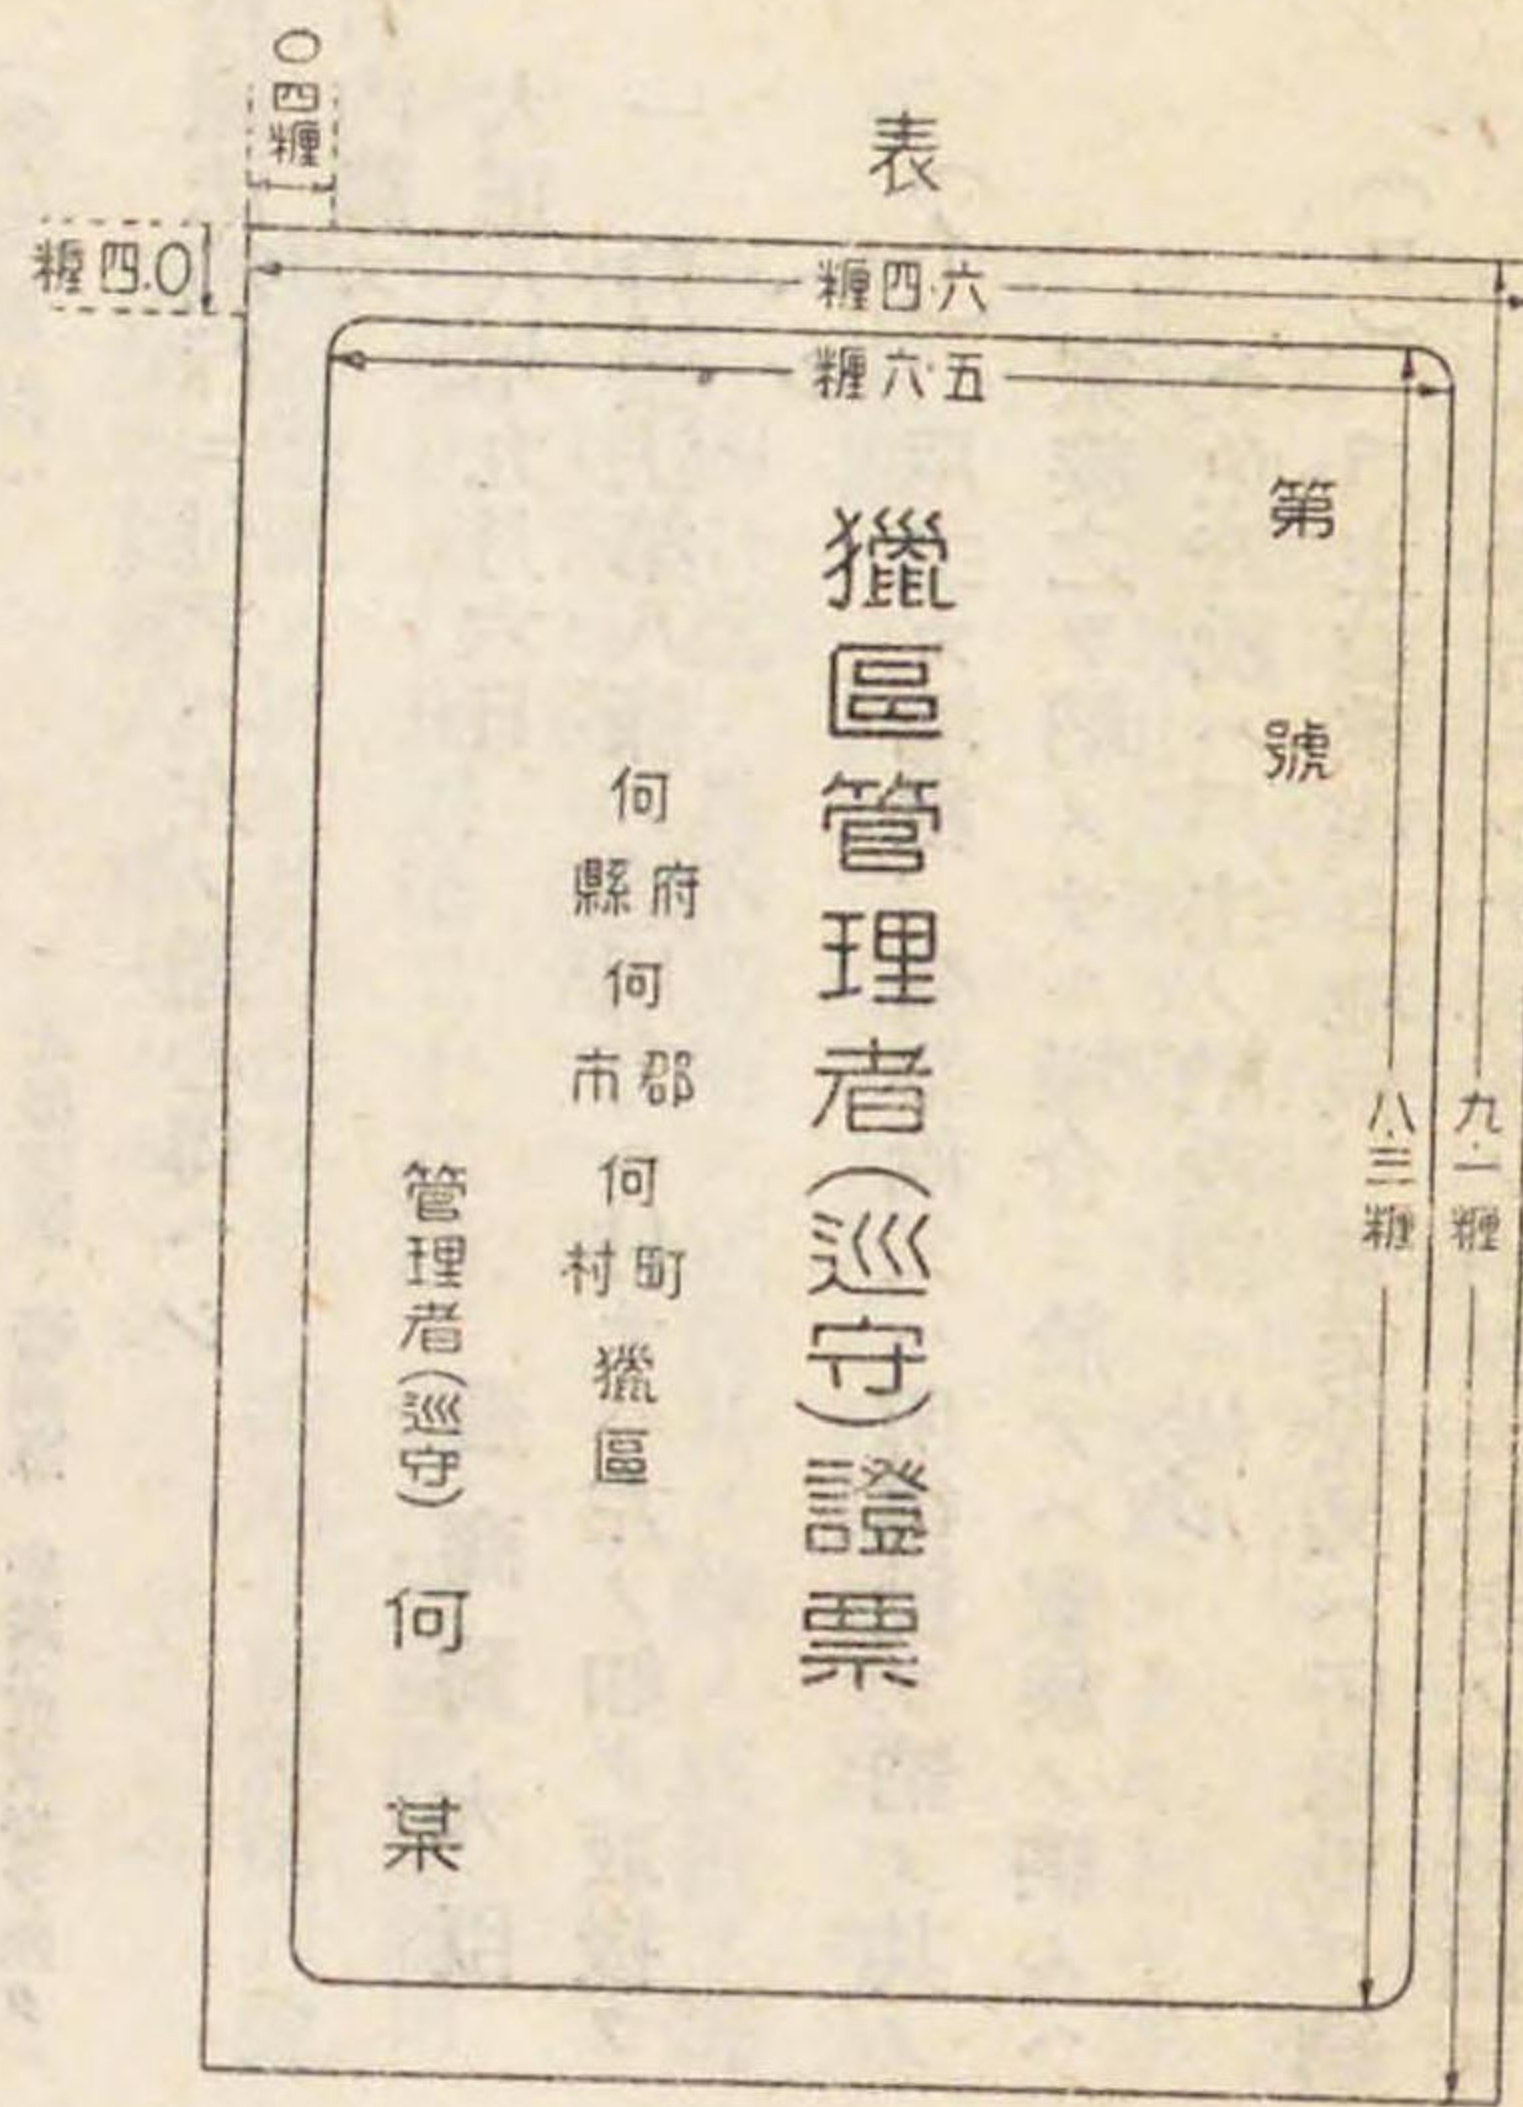 表
〇四糎
糎四.〇
糎四.六
糎六.五
九.一糎
八.三糎
第　號
獵區管理者(巡守)證票
何府縣何郡市何町村獵區
管理者(巡守)何某